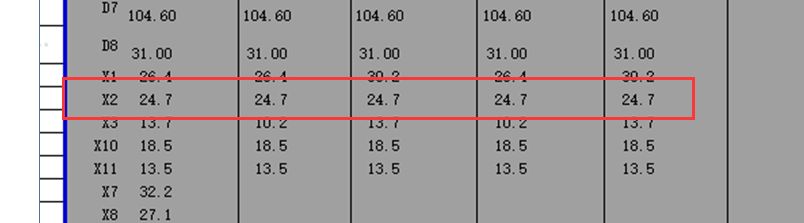 D7 104.60 104.60 104.60 104.60 104.60
D8 31.00 31.00 31.00 31.00 31.00
X1 26.4 26.4 30.2 26.4 30.2
X2 24.7 24.7 24.7 24.7 24.7
X3 13.7 10.2 13.7 10.2 13.7
X10 18.5 18.5 18.5 18.5 18.5
X11 13.5 13.5 13.5 13.5 13.5
X7 32.2
X8 27.1